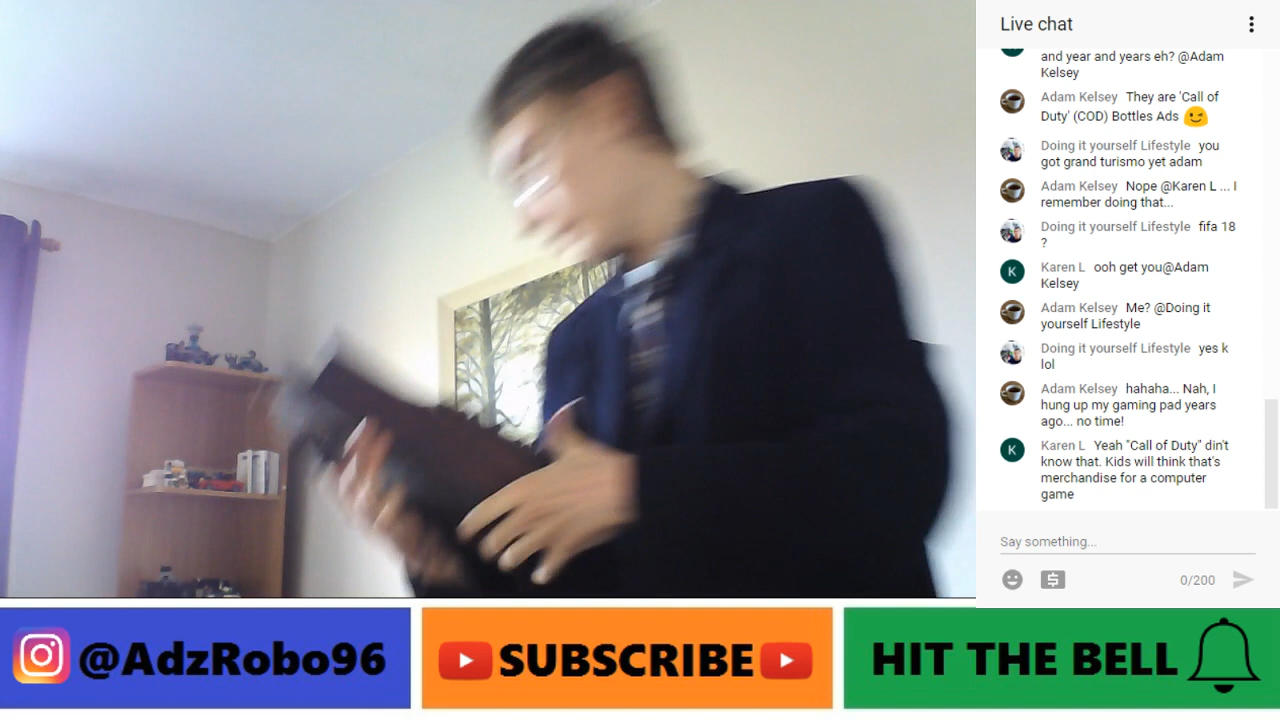 Live chat
and year and years eh? @Adam
Kelsey
Adam Kelsey They are 'Call of
Duty' (COD) Bottles Ads
Doing it yourself Lifestyle you
got grand turismo yet adam
Adam Kelsey Nope @Karen L ... I
remember doing that...
Doing it yourself Lifestyle fifa 18
?
K
Karen L ooh get you@Adam
Kelsey
Adam Kelsey Me? @Doing it
yourself Lifestyle
Doing it yourself Lifestyle yes k
lol
Adam Kelsey hahaha... Nah, I
hung up my gaming pad years
ago... no time!
K
Karen L Yeah "Call of Duty" din't
know that. Kids will think that's
merchandise for a computer
game
Say something...
0/200
@AdzRobo96
SUBSCRIBE
HIT THE BELL